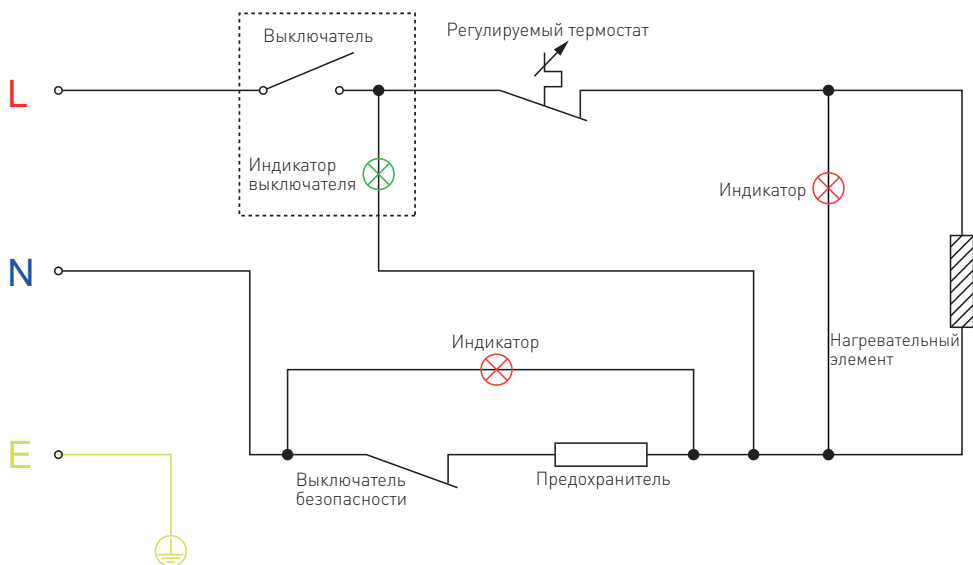 Выключатель
Регулируемый термостат
L
Индикатор
выключателя
Индикатор
N
Индикатор
Нагревательный
элемент
E
Выключатель
безопасности
Предохранитель